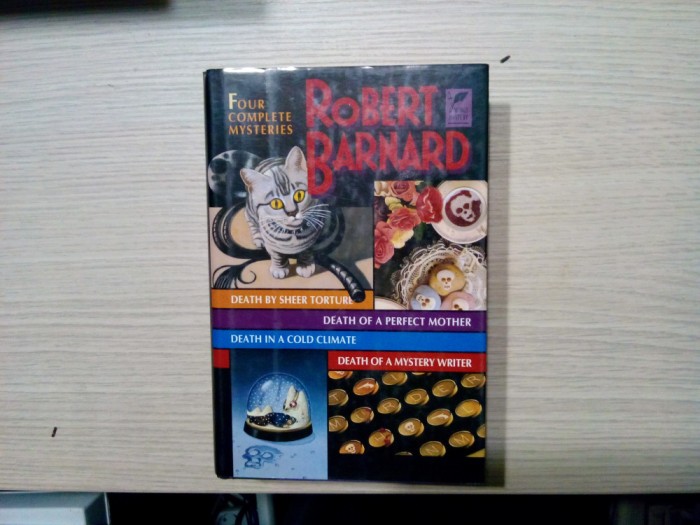 FOUR
COMPLETE
MYSTERIES
ROBERT
BARNARD
DEATH BY SHEER TORTURE
DEATH OF A PERFECT MOTHER
DEATH IN A COLD CLIMATE
DEATH OF A MYSTERY WRITER